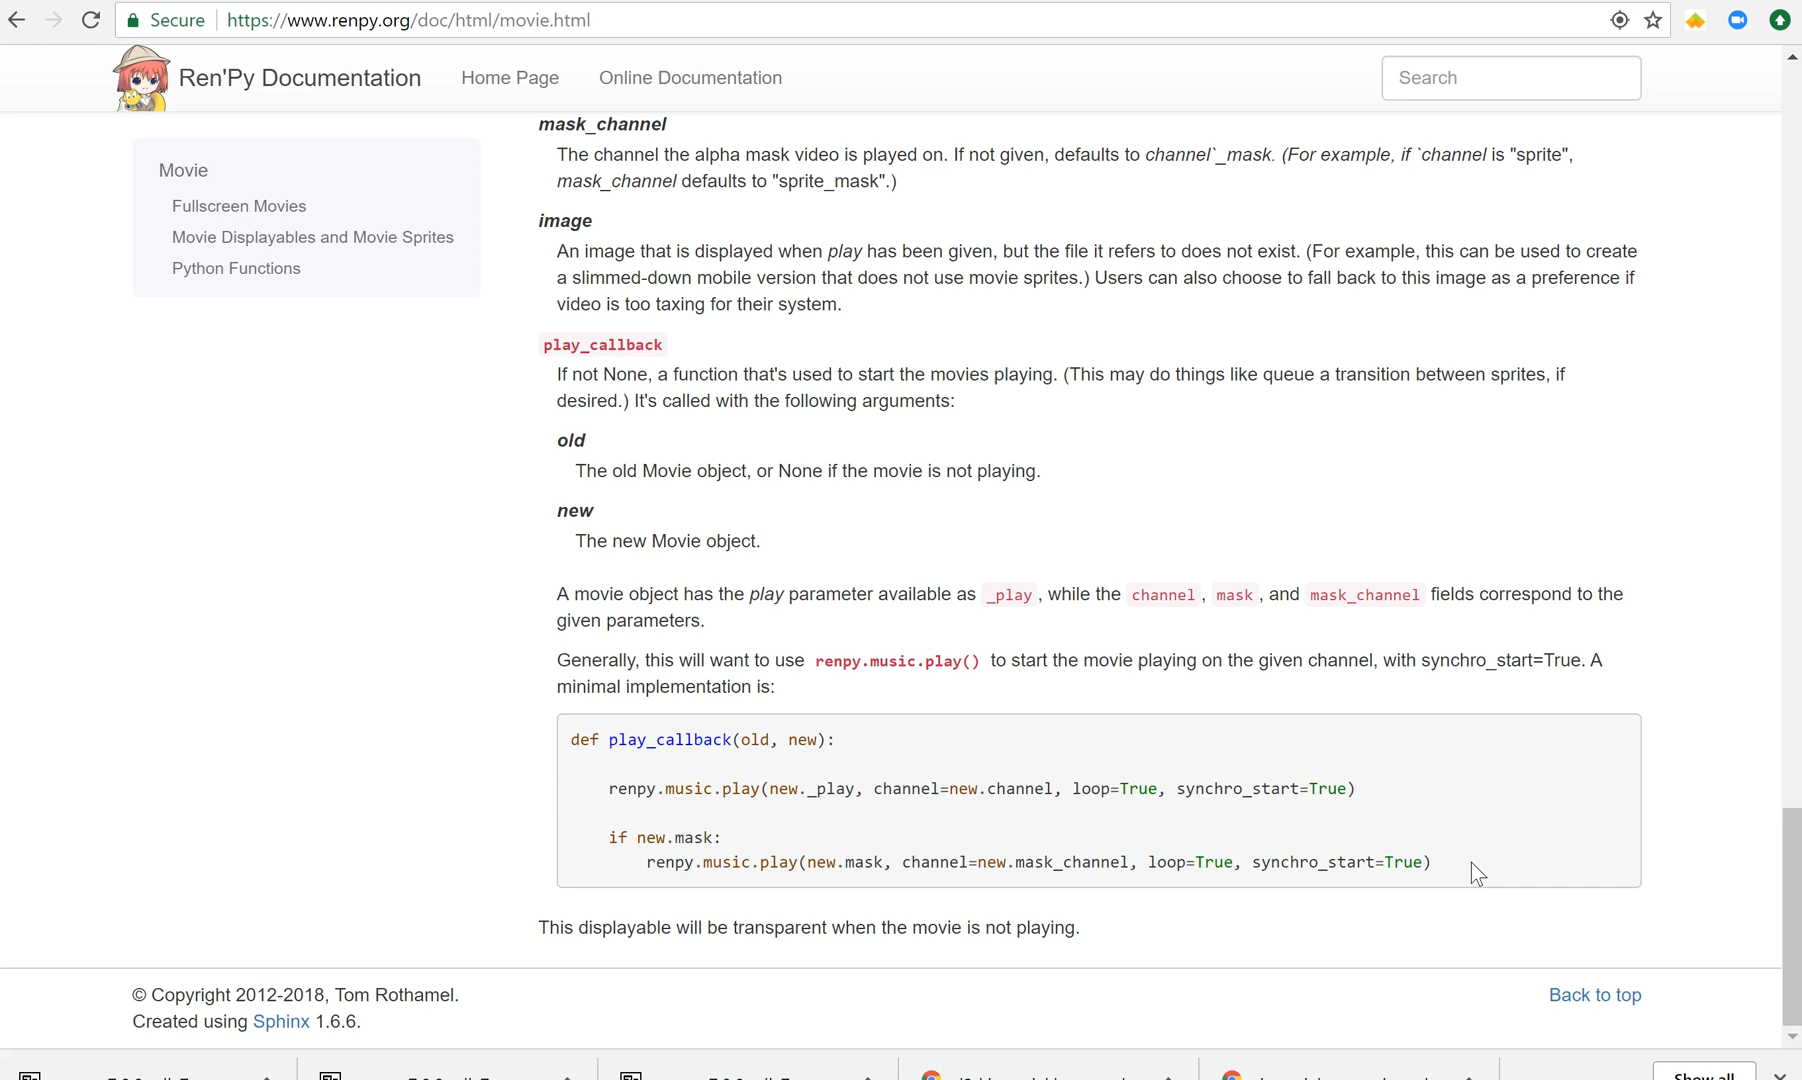 Secure https://www.renpy.org/doc/html/movie.html
Ren'Py Documentation Home Page Online Documentation Search
Movie
Fullscreen Movies
Movie Displayables and Movie Sprites
Python Functions
mask_channel
The channel the alpha mask video is played on. If not given, defaults to channel`_mask. (For example, if `channel is "sprite",
mask_channel defaults to "sprite_mask".)
image
An image that is displayed when play has been given, but the file it refers to does not exist. (For example, this can be used to create
a slimmed-down mobile version that does not use movie sprites.) Users can also choose to fall back to this image as a preference if
video is too taxing for their system.
play_callback
If not None, a function that's used to start the movies playing. (This may do things like queue a transition between sprites, if
desired.) It's called with the following arguments:
old
The old Movie object, or None if the movie is not playing.
new
The new Movie object.
A movie object has the play parameter available as _play, while the channel, mask, and mask_channel fields correspond to the
given parameters.
Generally, this will want to use renpy.music.play() to start the movie playing on the given channel, with synchro_start=True. A
minimal implementation is:
def play_callback(old, new):
renpy.music.play(new._play, channel=new.channel, loop=True, synchro_start=True)
if new.mask:
renpy.music.play(new.mask, channel=new.mask_channel, loop=True, synchro_start=True)
This displayable will be transparent when the movie is not playing.
© Copyright 2012-2018, Tom Rothamel.
Created using Sphinx 1.6.6.
Back to top
Show all